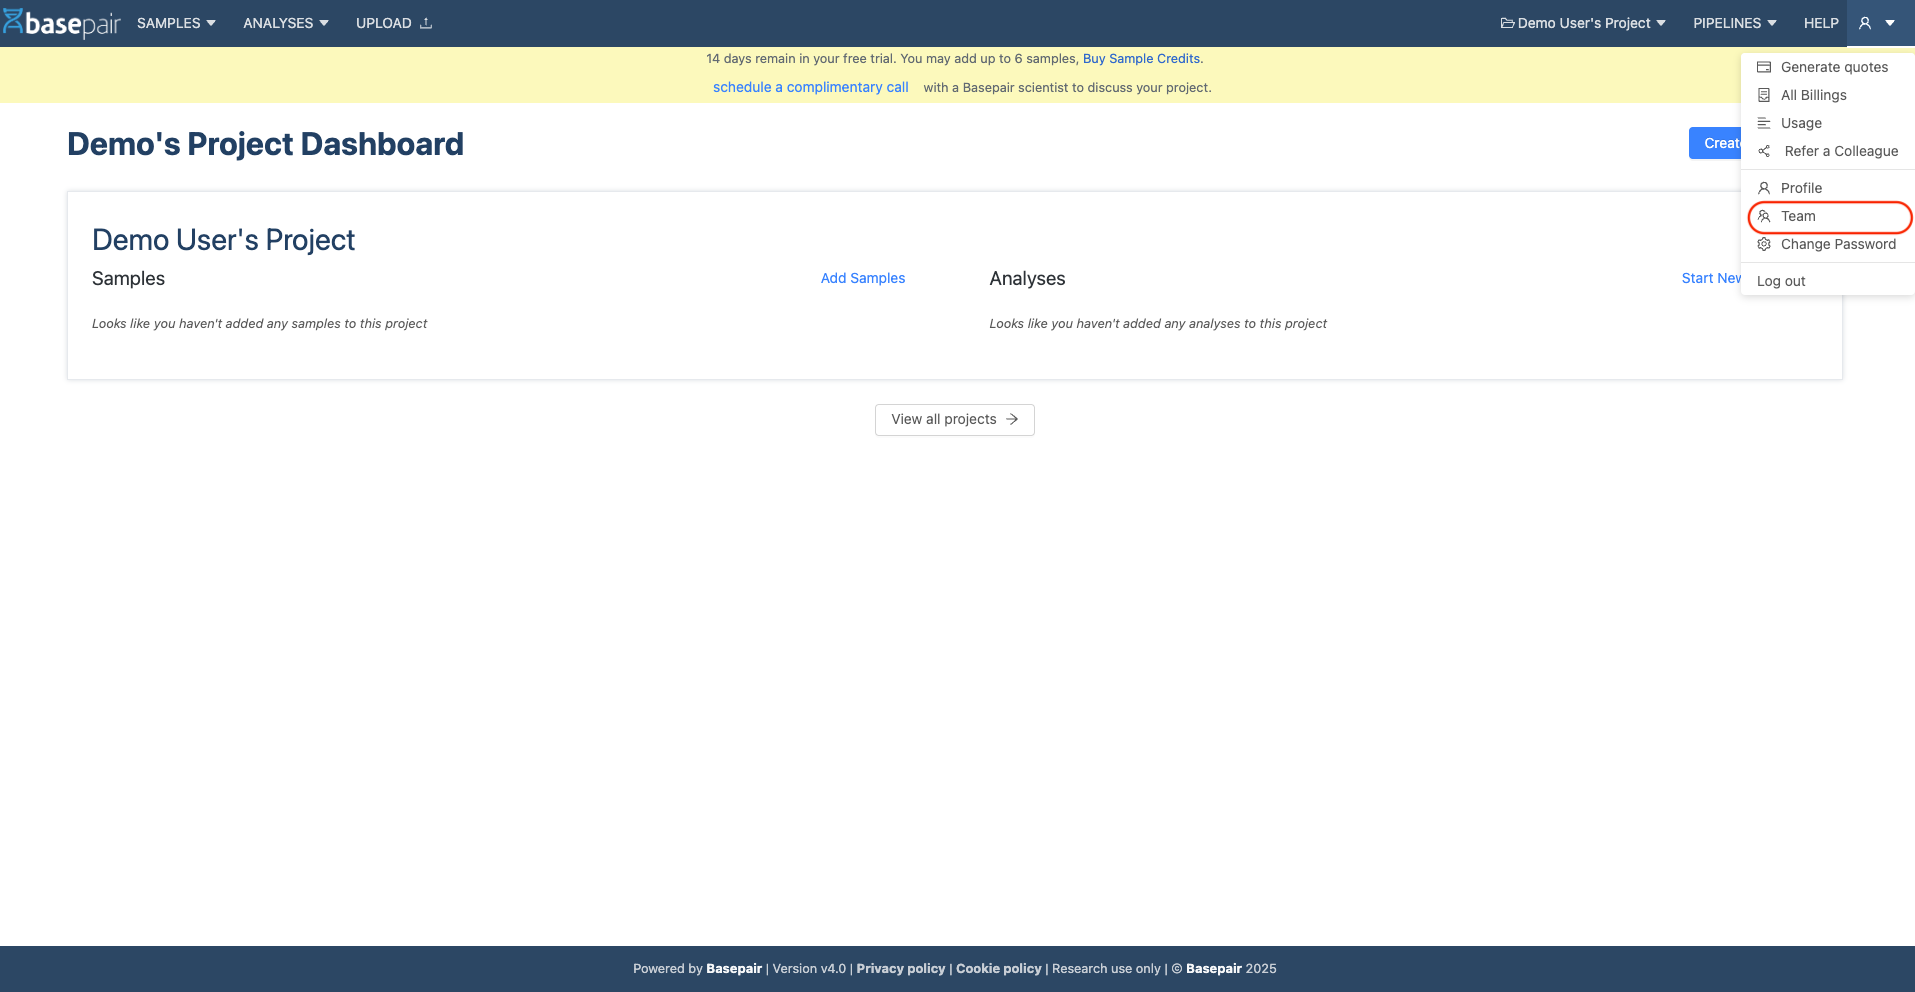 basepair SAMPLES ANALYSES UPLOAD Demo User's Project PIPELINES HELP
14 days remain in your free trial. You may add up to 6 samples, Buy Sample Credits.
schedule a complimentary call with a Basepair scientist to discuss your project.
Generate quotes
All Billings
Usage
Refer a Colleague
Profile
Team
Change Password
Log out
Demo's Project Dashboard
Create
Demo User's Project
Samples Add Samples
Analyses Start New
Looks like you haven't added any samples to this project
Looks like you haven't added any analyses to this project
View all projects
Powered by Basepair | Version v4.0 | Privacy policy | Cookie policy | Research use only | © Basepair 2025